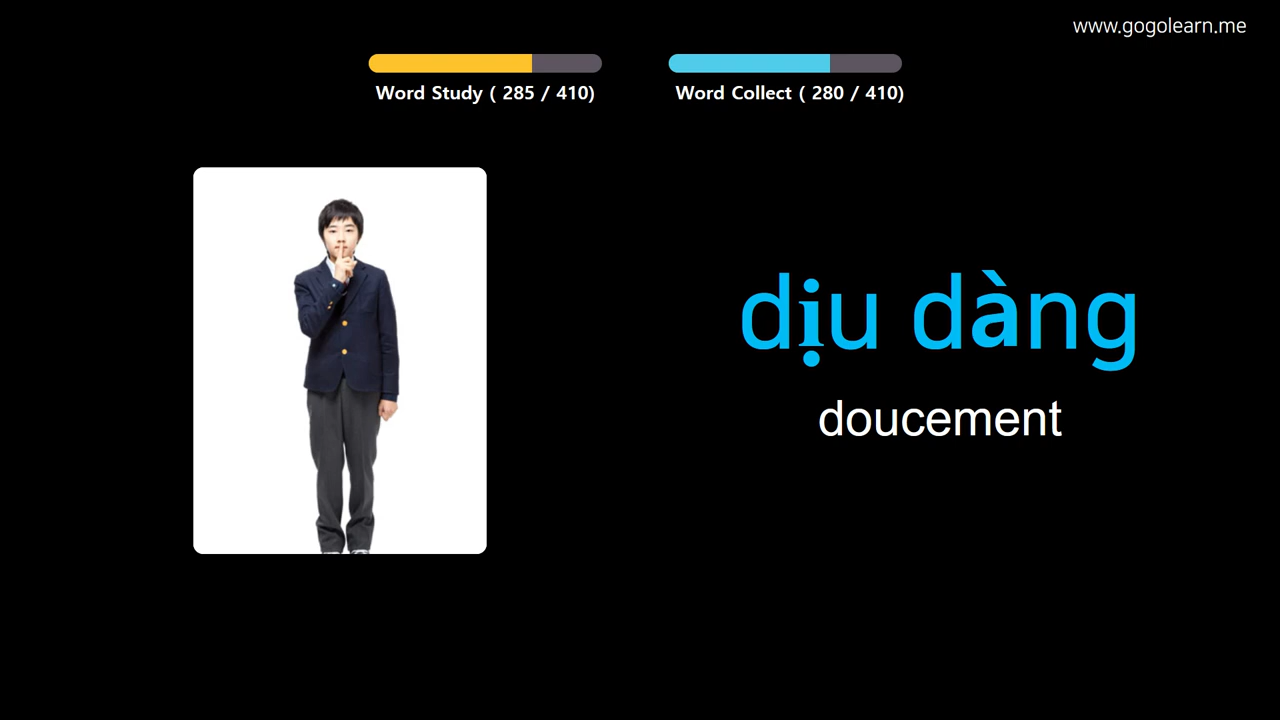 www.gogolearn.me
Word Study ( 285 / 410)
Word Collect ( 280 / 410)
dịu dàng
doucement